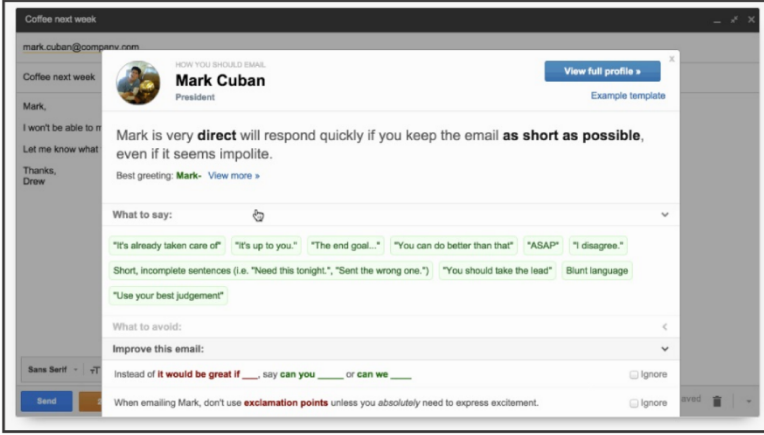 Coffee next week
mark.cuban@company.com
Coffee next week
Mark,
I won't be able to m
Let me know what
Thanks,
Drew
HOW YOU SHOULD EMAIL
Mark Cuban
President
View full profile »
x
Example template
Mark is very direct will respond quickly if you keep the email as short as possible,
even if it seems impolite.
Best greeting: Mark- View more »
What to say:
"It's already taken care of" "It's up to you." "The end goal..." "You can do better than that" "ASAP" "I disagree."
Short, incomplete sentences (i.e. "Need this tonight.", "Sent the wrong one.") "You should take the lead" Blunt language
"Use your best judgement"
What to avoid:
Improve this email:
Instead of it would be great if ___, say can you _____ or can we ____ Ignore
When emailing Mark, don't use exclamation points unless you absolutely need to express excitement. Ignore
Sans Serif
Send
aved